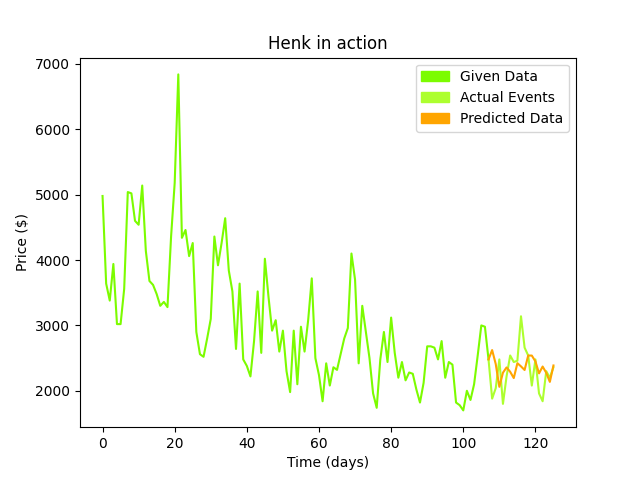 Henk in action
Given Data
Actual Events
Predicted Data
Price ($)
7000
6000
5000
4000
3000
2000
0
20
40
60
80
100
120
Time (days)